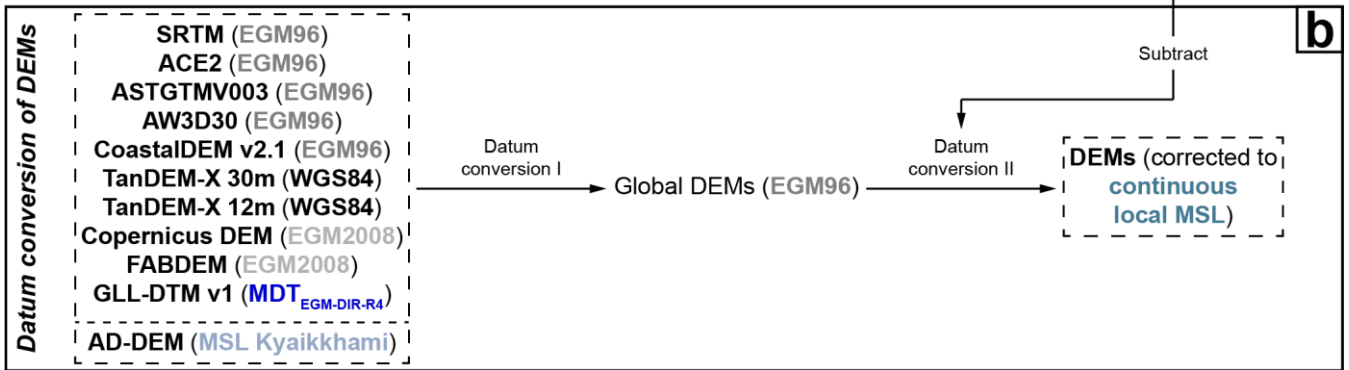 b
Datum conversion of DEMs
SRTM (EGM96)
ACE2 (EGM96)
ASTGTMV003 (EGM96)
AW3D30 (EGM96)
CoastalDEM v2.1 (EGM96)
TanDEM-X 30m (WGS84)
TanDEM-X 12m (WGS84)
Copernicus DEM (EGM2008)
FABDEM (EGM2008)
GLL-DTM v1 (MDT EGM-DIR-R4)
AD-DEM (MSL Kyaikkhami)
Datum
conversion I
Global DEMs (EGM96)
Subtract
Datum
conversion II
DEMs (corrected to
continuous
local MSL)